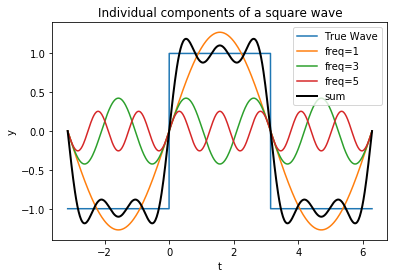 Individual components of a square wave
True Wave
freq=1
freq=3
freq=5
sum
1.0
0.5
0.0
−0.5
−1.0
y
−2
0
2
4
6
t